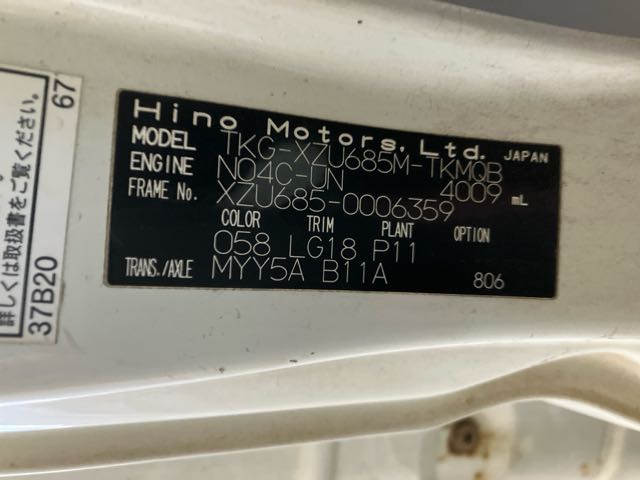 Hino Motors, Ltd. JAPAN
MODEL TKG-XZU685M-TKMQB
ENGINE N04C-UN 4009 mL
FRAME No. XZU685-0006359
COLOR TRIM PLANT OPTION
058 LG18 P11
TRANS./AXLE MYY5A B11A 806
詳しくは取扱書をご覧ください。
37B20
67